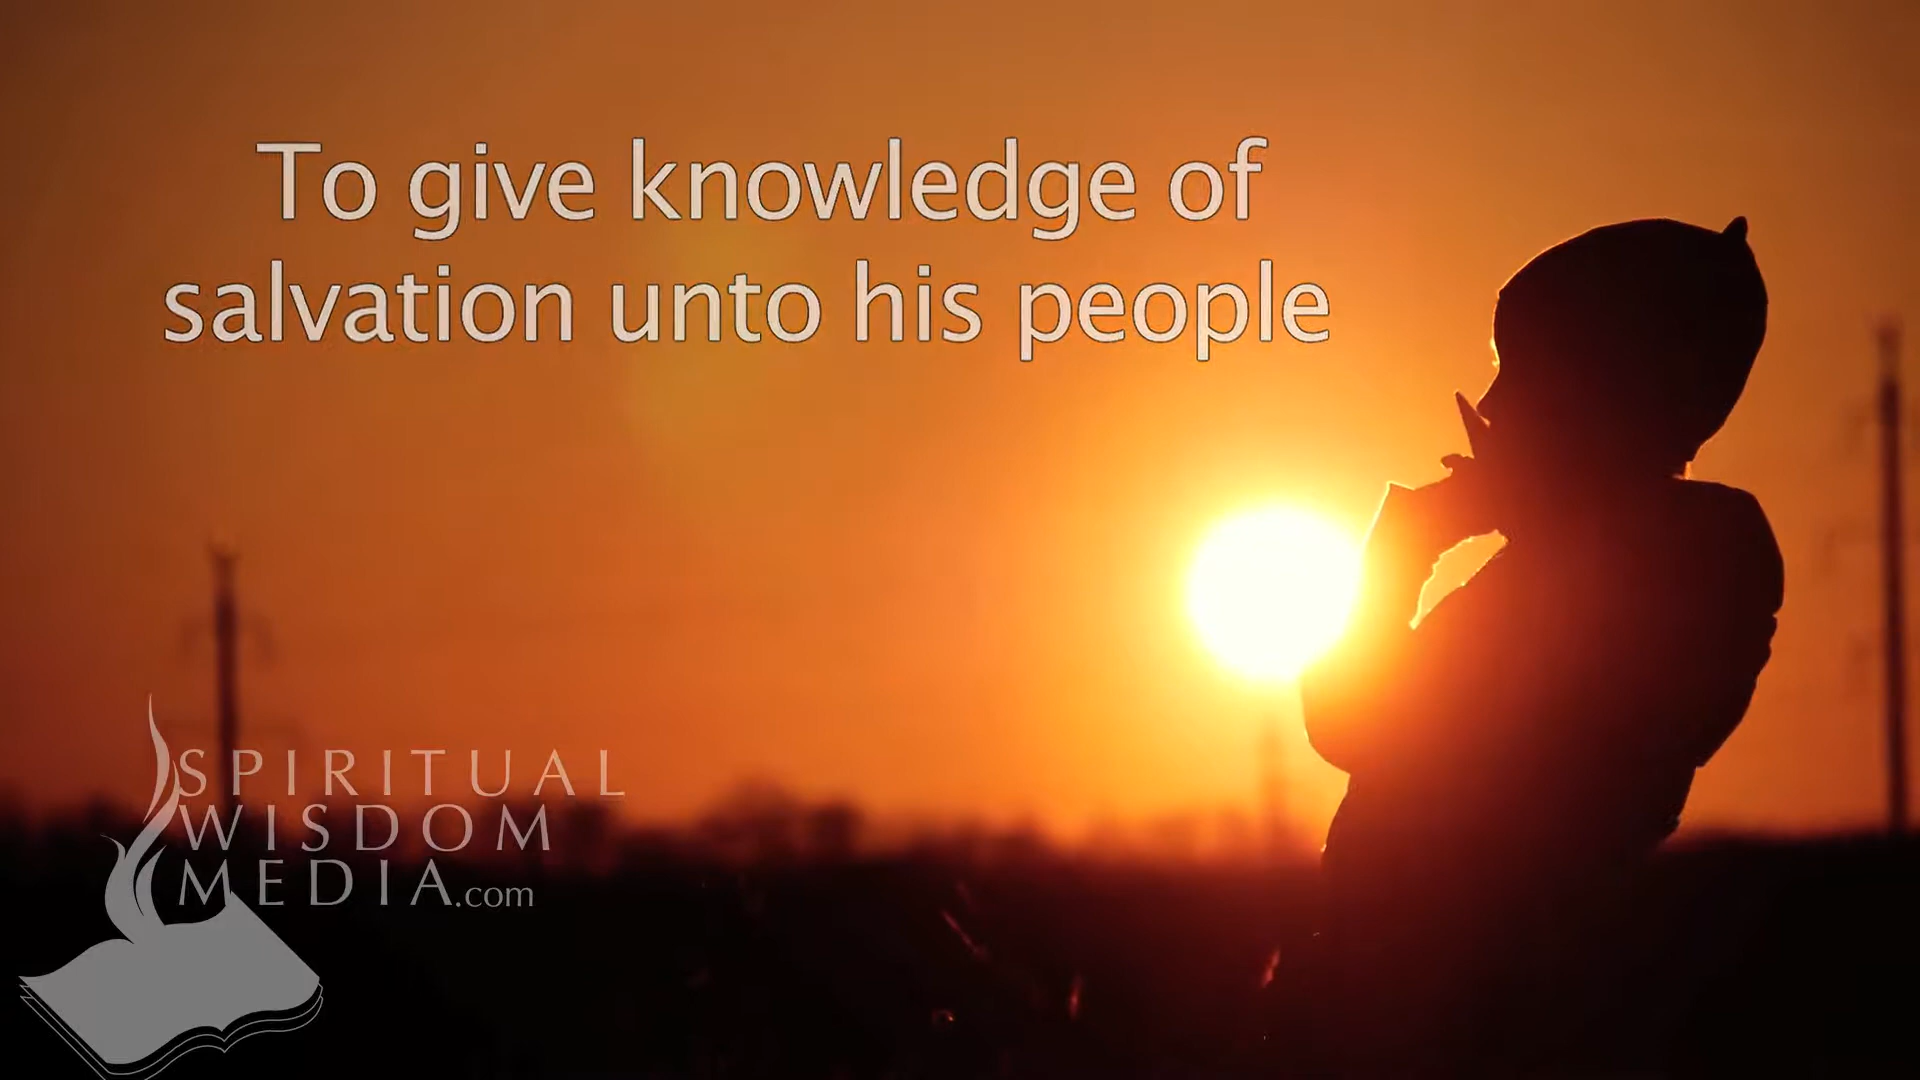 To give knowledge of
salvation unto his people
SPIRITUAL
WISDOM
MEDIA.com